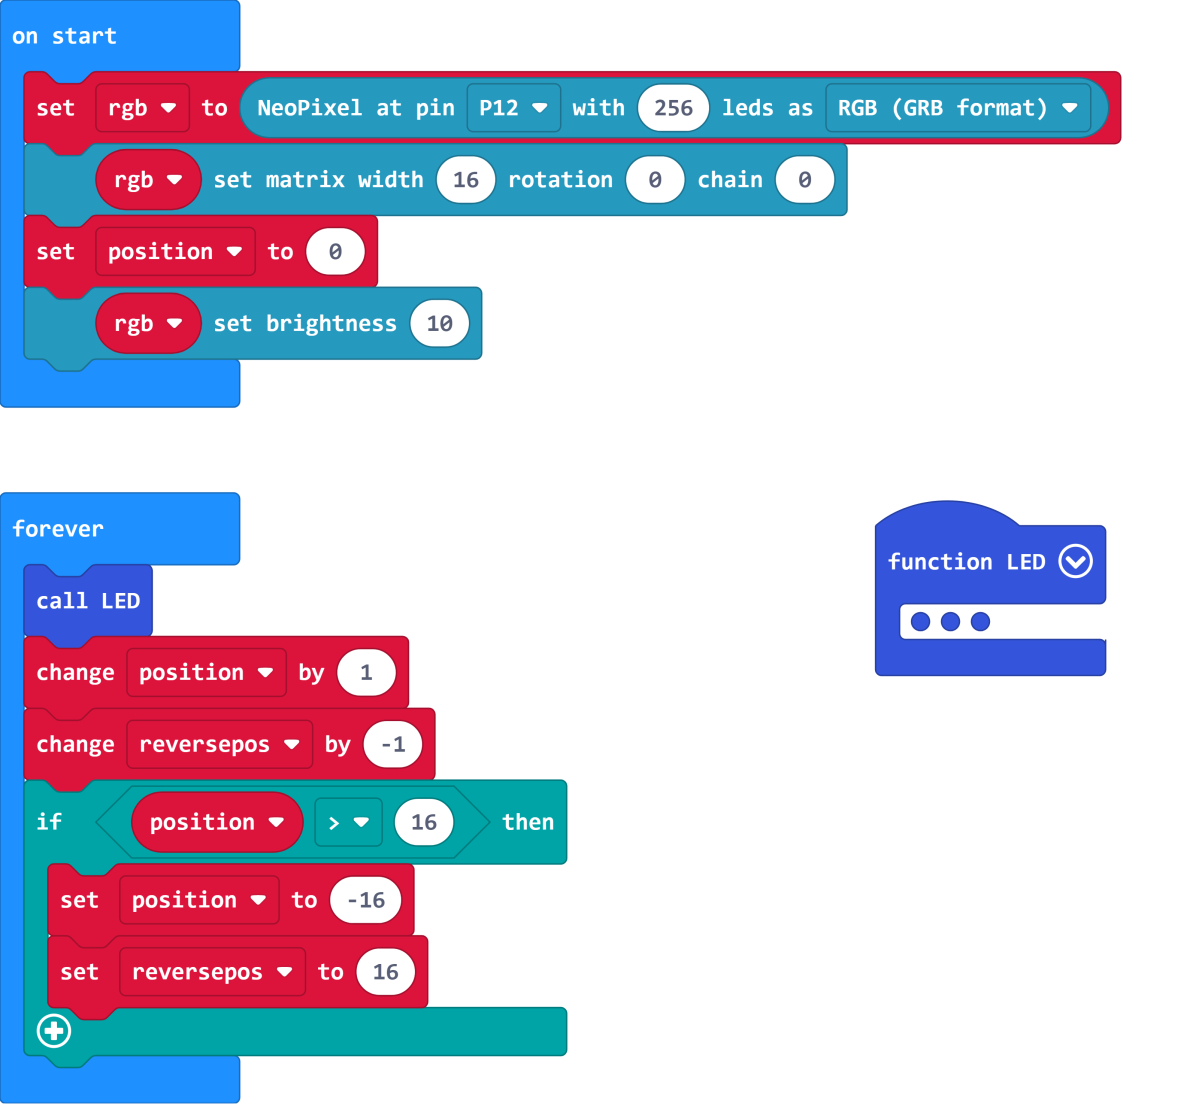 on start
set rgb to NeoPixel at pin P12 with 256 leds as RGB (GRB format)
rgb set matrix width 16 rotation 0 chain 0
set position to 0
rgb set brightness 10
forever
call LED
change position by 1
change reversepos by -1
if position > 16 then
set position to -16
set reversepos to 16
function LED